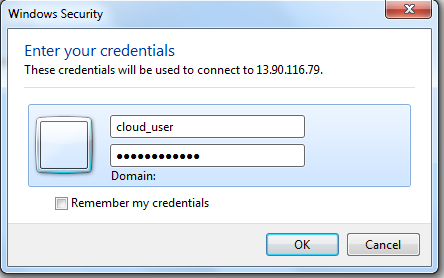 Windows Security
Enter your credentials
These credentials will be used to connect to 13.90.116.79.
cloud_user
●●●●●●●●●●●●
Domain:
Remember my credentials
OK
Cancel